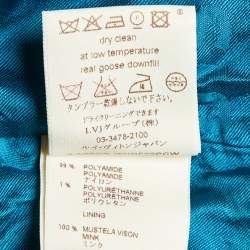 dry clean
at low temperature
real goose downfill
タンブラー乾燥はしないで下さい。
ドライクリーニングできます
LVJグループ(株)
03-3478-2100
ルイ・ヴィトンジャパン
99 % POLYAMIDE
POLYAMIDE
ナイロン
1 % POLYURETHANNE
POLYURETHANE
ポリウレタン
LINING
100 % MUSTELA VISON
MINK
ミンク